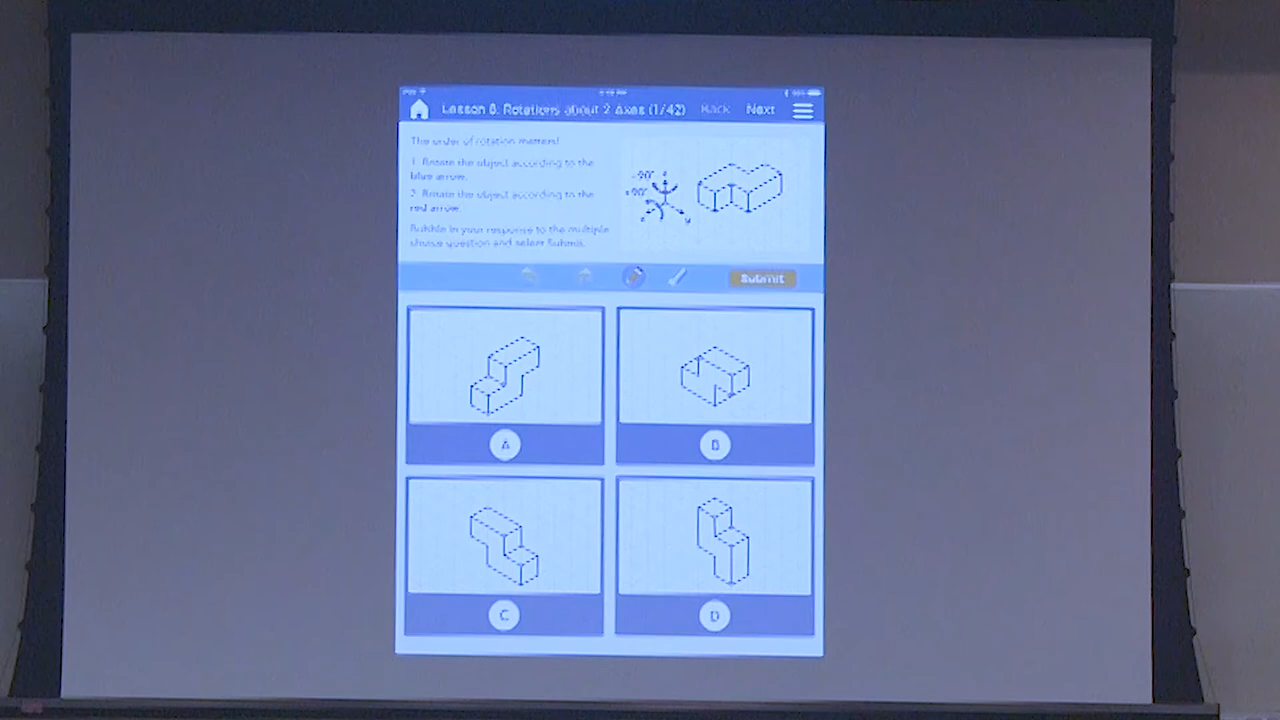 Lesson 8. Rotations about 2 Axes (1/42) Back Next
The order of rotation matters!
1. Rotate the object according to the
blue arrow.
2. Rotate the object according to the
red arrow.
Bubble in your response to the multiple
choice question and select Submit.
-90°
+90°
Submit
A
B
C
D